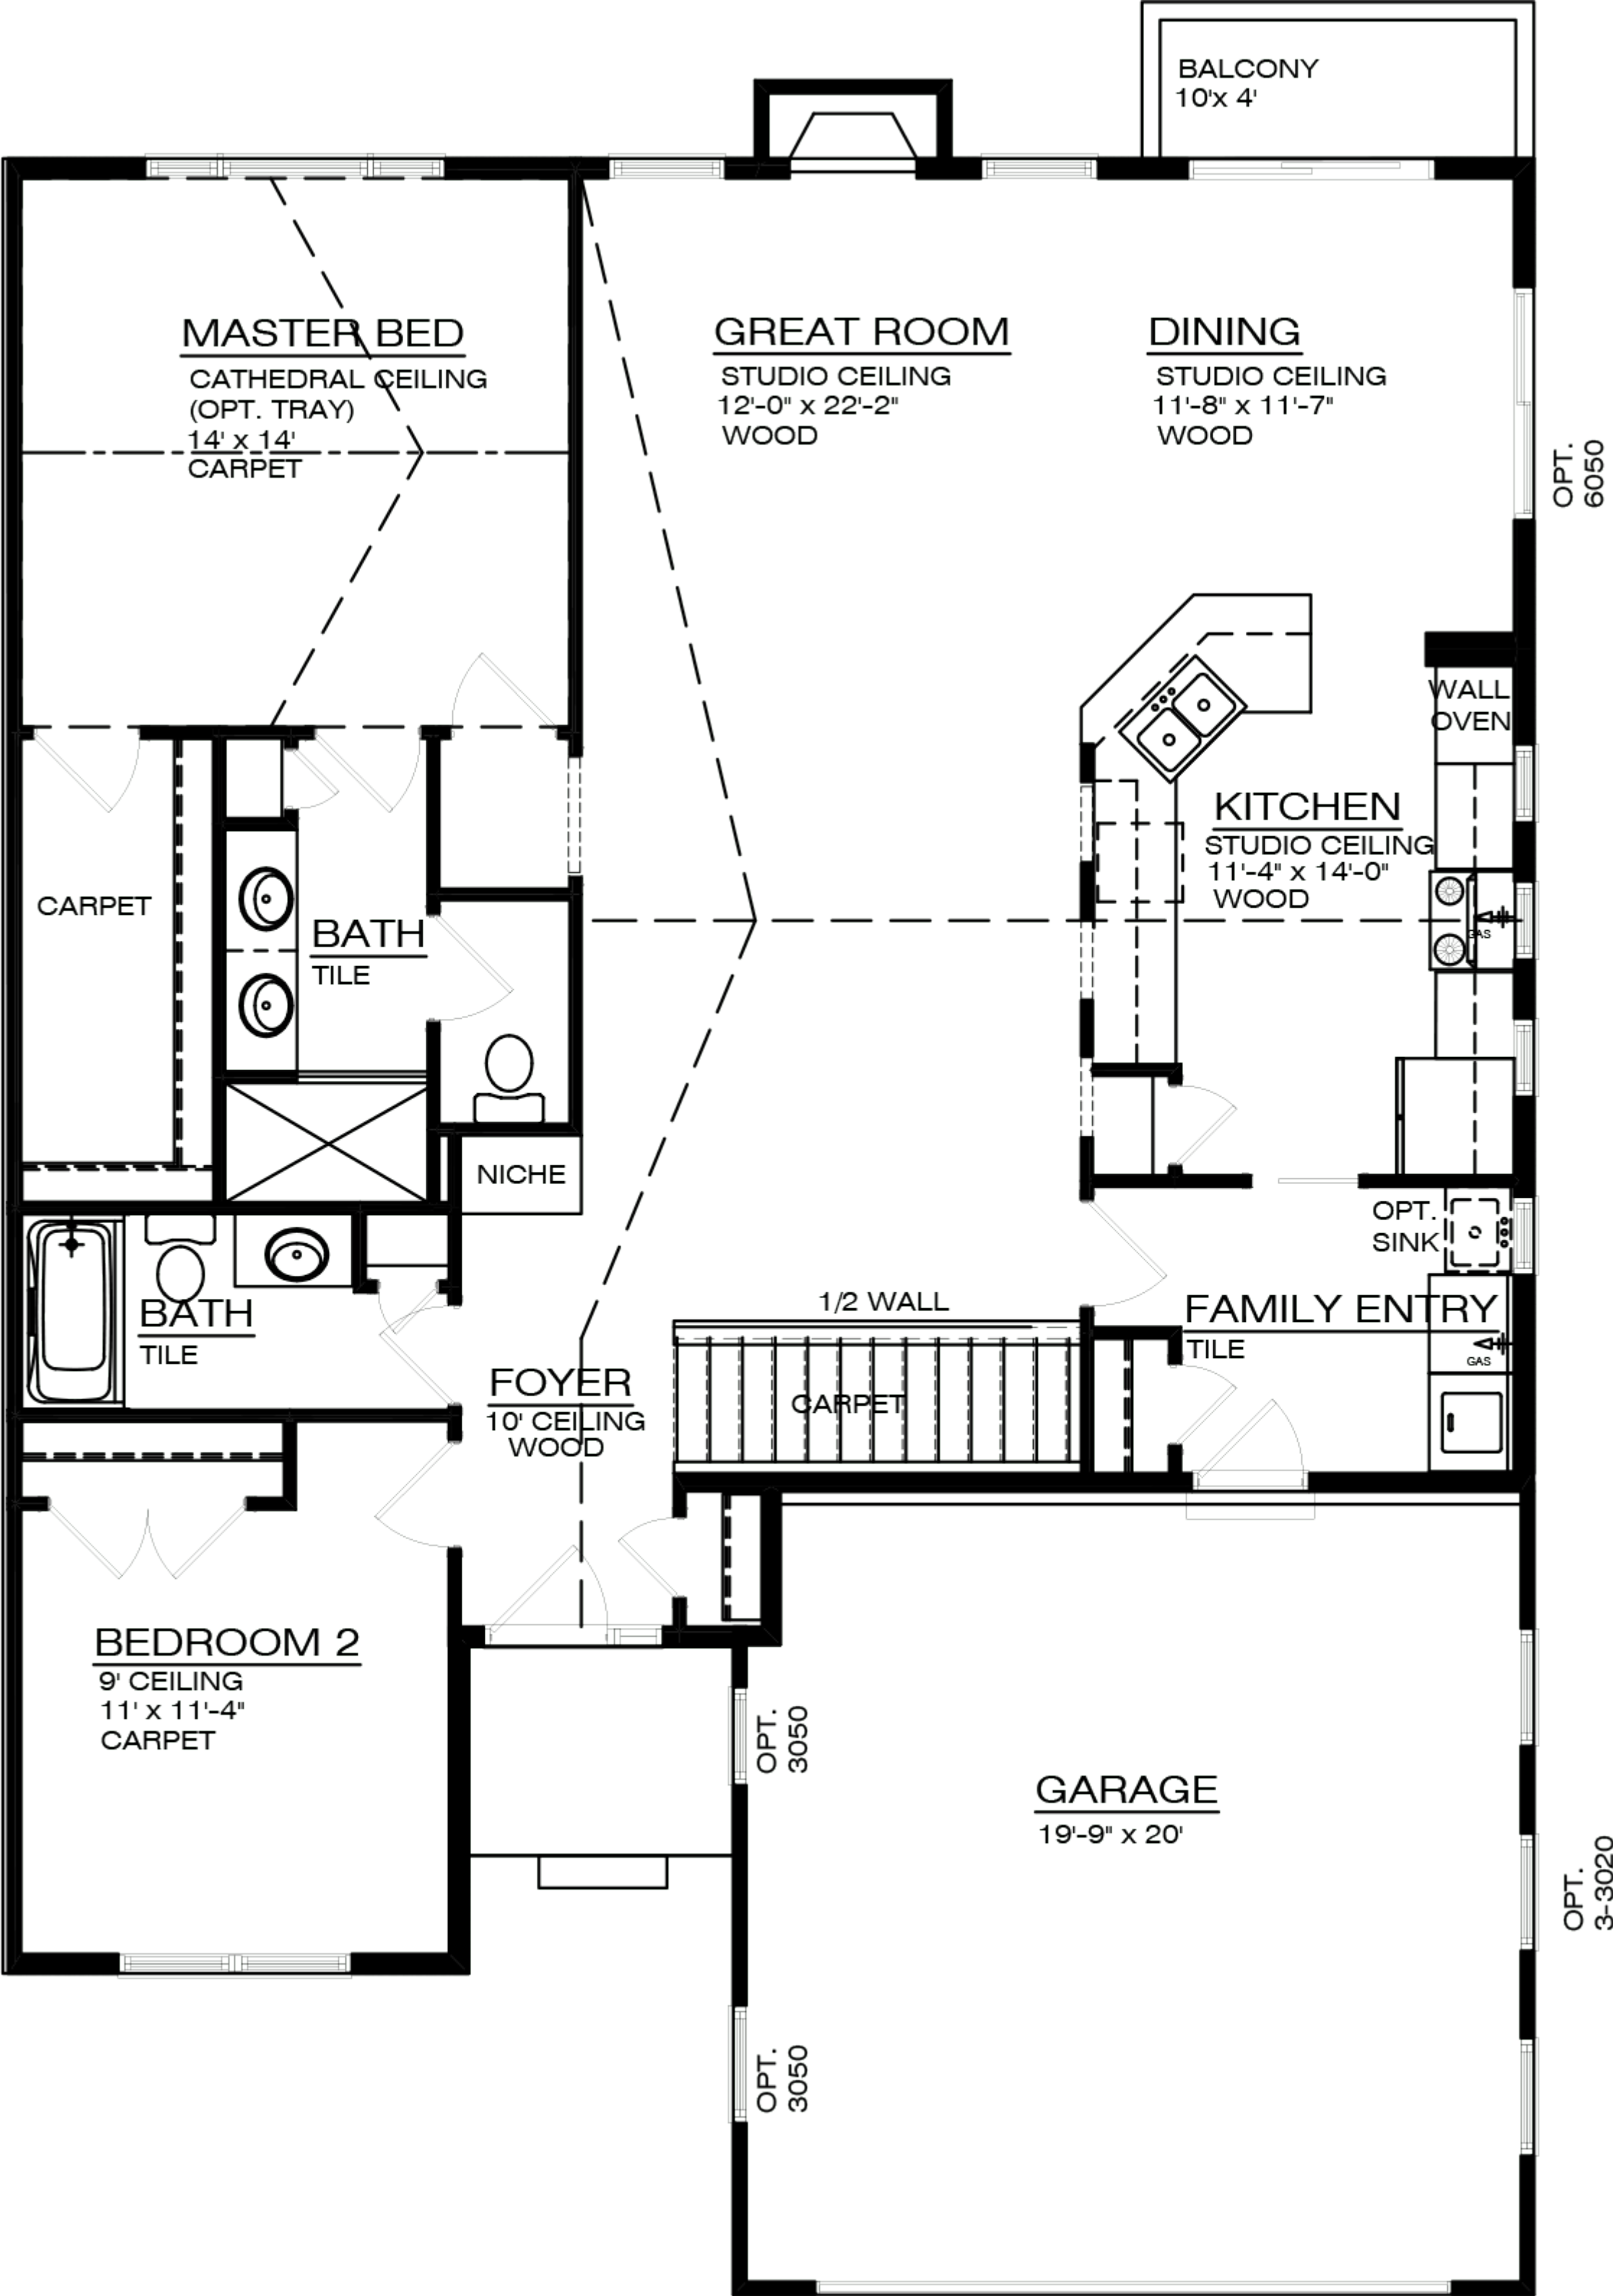 BALCONY
10'x 4'
MASTER BED
CATHEDRAL CEILING
(OPT. TRAY)
14' x 14'
CARPET
GREAT ROOM
STUDIO CEILING
12'-0" x 22'-2"
WOOD
DINING
STUDIO CEILING
11'-8" x 11'-7"
WOOD
OPT.
6050
WALL
OVEN
KITCHEN
STUDIO CEILING
11'-4" x 14'-0"
WOOD
GAS
CARPET
BATH
TILE
NICHE
OPT.
SINK
BATH
TILE
1/2 WALL
FAMILY ENTRY
TILE
GAS
FOYER
10' CEILING
WOOD
CARPET
BEDROOM 2
9' CEILING
11' x 11'-4"
CARPET
OPT.
3050
GARAGE
19'-9" x 20'
OPT.
3-3020
OPT.
3050